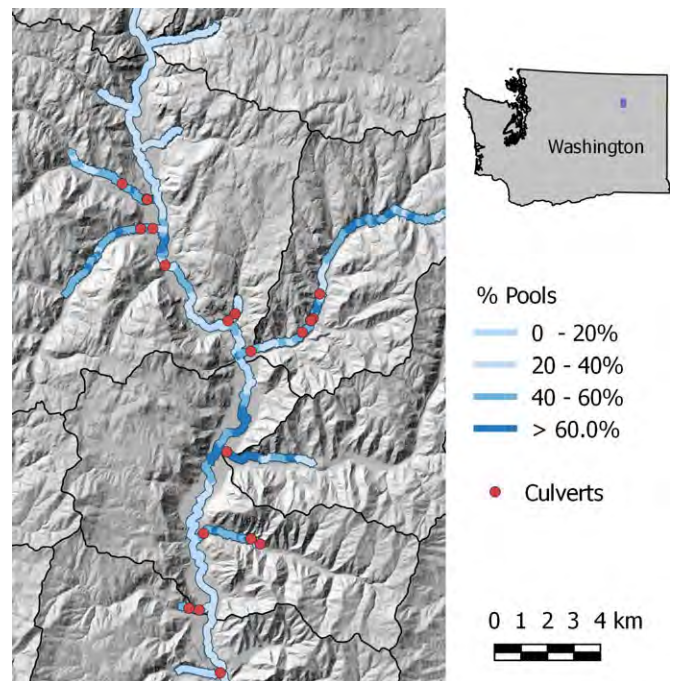 Washington
% Pools
0 - 20%
20 - 40%
40 - 60%
> 60.0%
Culverts
0 1 2 3 4 km